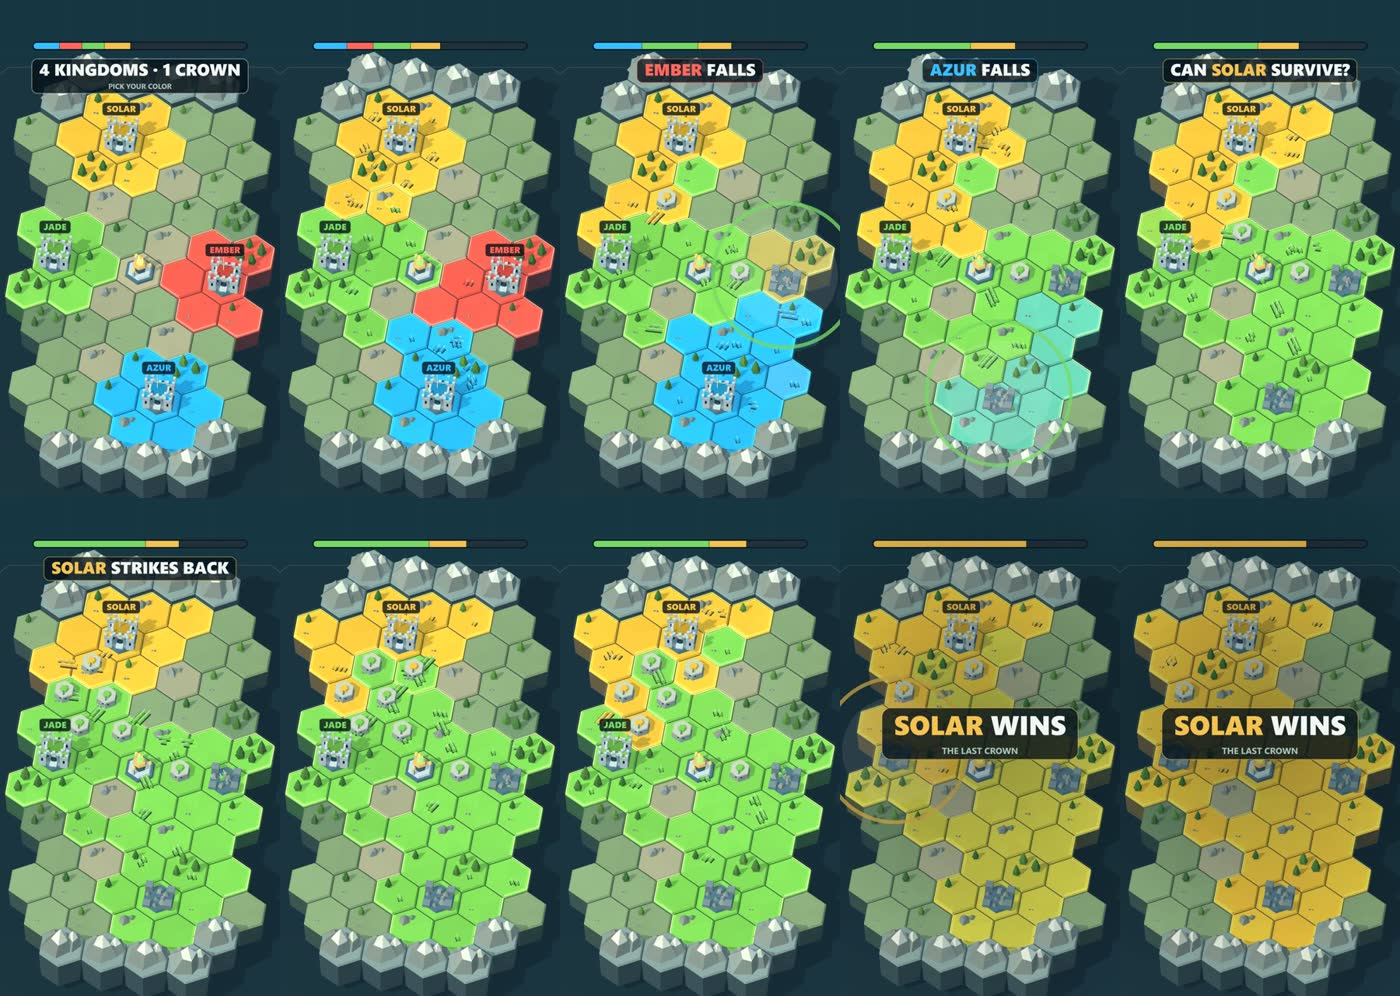 4 KINGDOMS · 1 CROWN
PICK YOUR COLOR
SOLAR
JADE
EMBER
AZUR
SOLAR
JADE
EMBER
AZUR
EMBER FALLS
SOLAR
JADE
AZUR
AZUR FALLS
SOLAR
JADE
CAN SOLAR SURVIVE?
SOLAR
JADE
SOLAR STRIKES BACK
SOLAR
JADE
SOLAR
JADE
SOLAR
JADE
SOLAR
SOLAR WINS
THE LAST CROWN
SOLAR
SOLAR WINS
THE LAST CROWN